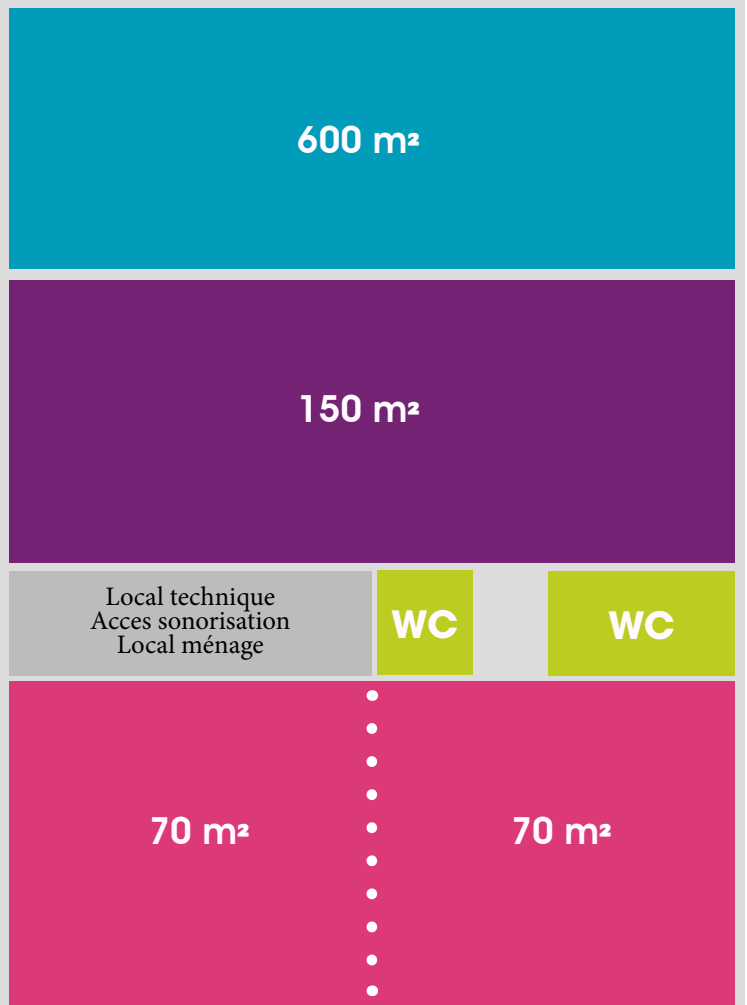 600 m²
150 m²
Local technique
Acces sonorisation
Local ménage
WC
WC
70 m²
70 m²